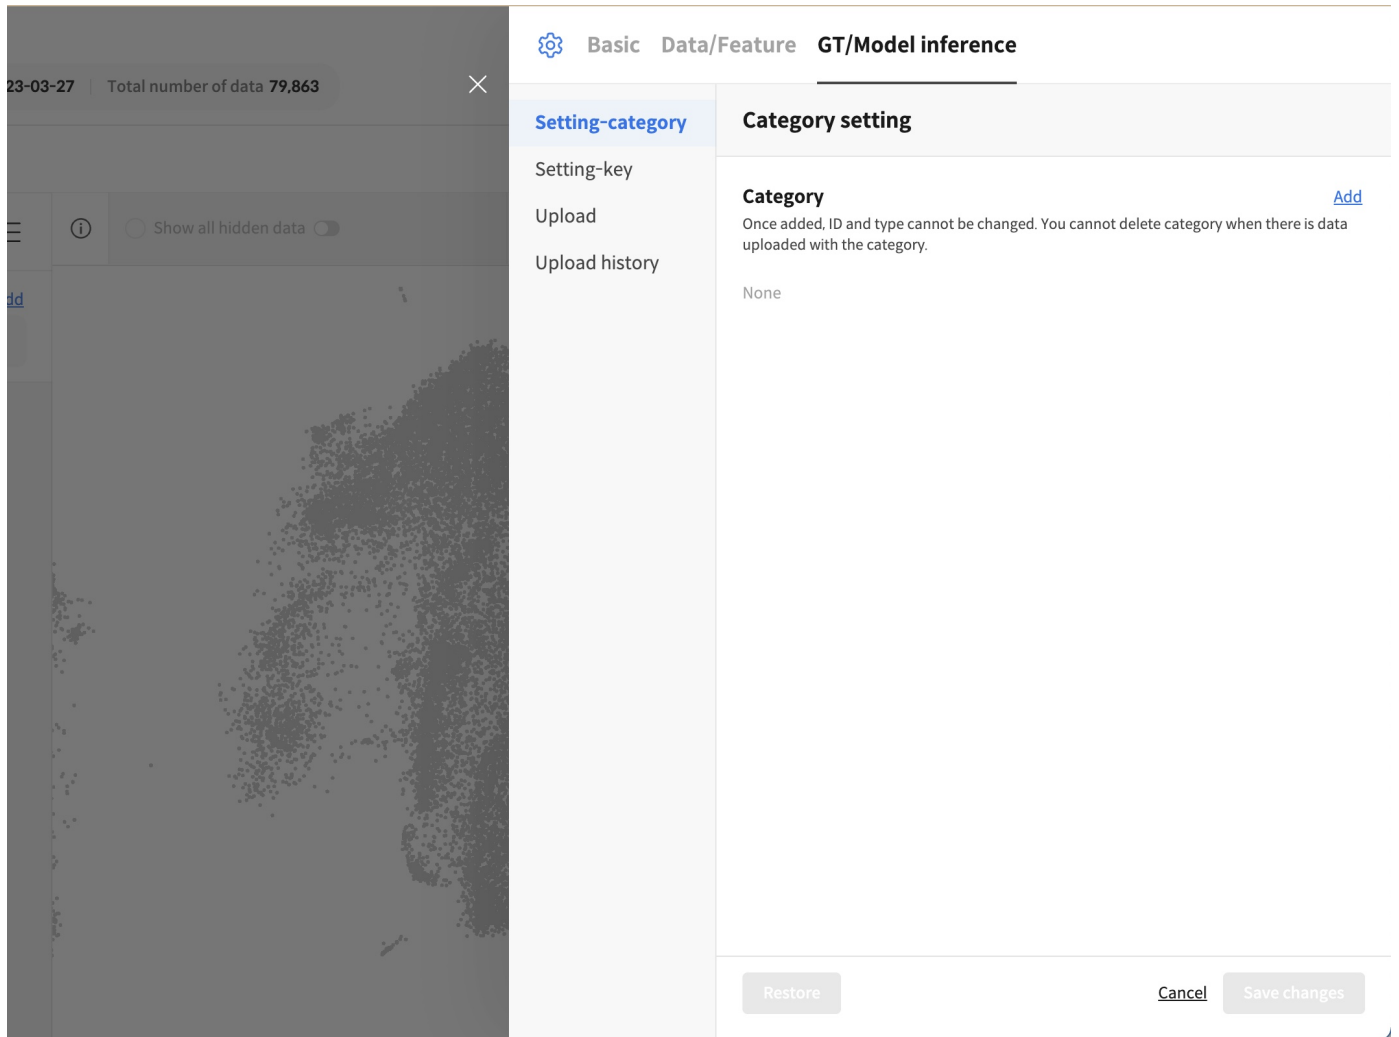 23-03-27 Total number of data 79,863
Show all hidden data
dd
Basic Data/Feature GT/Model inference
Setting-category
Setting-key
Upload
Upload history
Category setting
Category
Add
Once added, ID and type cannot be changed. You cannot delete category when there is data
uploaded with the category.
None
Restore
Cancel
Save changes